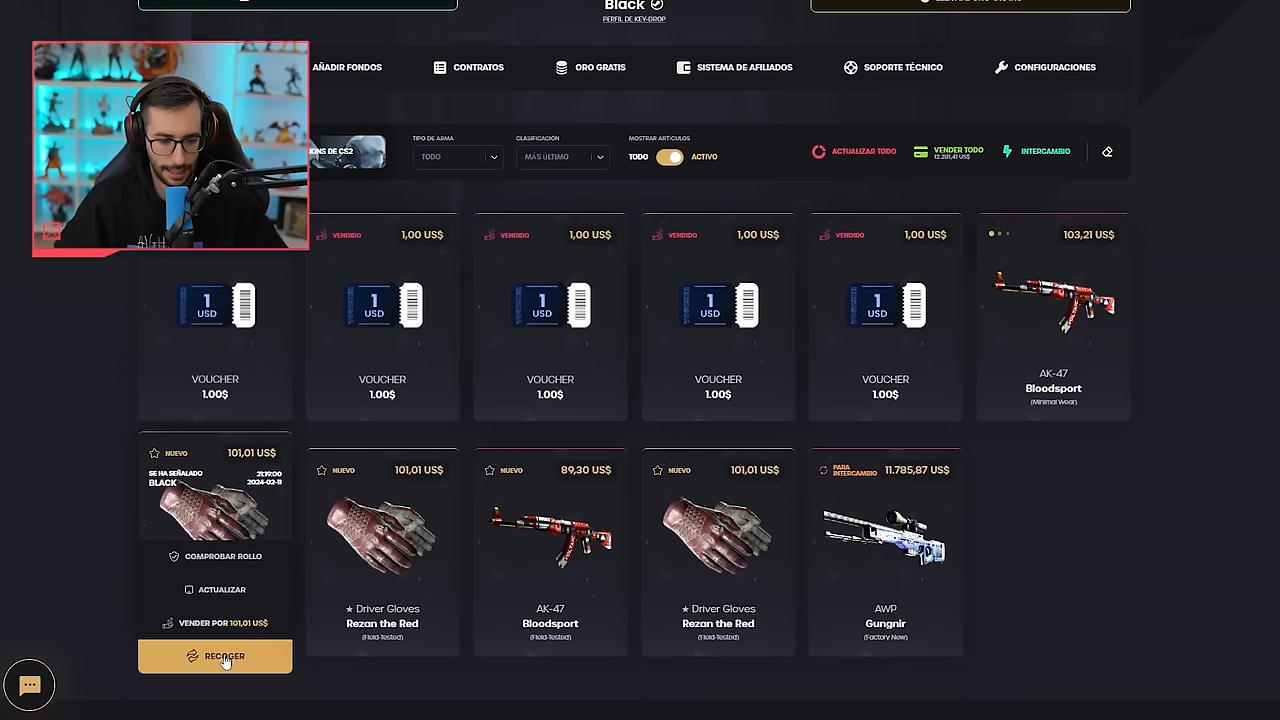 Black
PERFIL DE KEY-DROP
AÑADIR FONDOS
CONTRATOS
ORO GRATIS
SISTEMA DE AFILIADOS
SOPORTE TÉCNICO
CONFIGURACIONES
KINS DE CS2
TIPO DE ARMA
TODO
CLASIFICACIÓN
MÁS ÚLTIMO
MOSTRAR ARTICULOS
TODO
ACTIVO
ACTUALIZAR TODO
VENDER TODO
12.281,41 US$
INTERCAMBIO
VENDIDO 1,00 US$
VENDIDO 1,00 US$
VENDIDO 1,00 US$
VENDIDO 1,00 US$
103,21 US$
1
USD
1
USD
1
USD
1
USD
1
USD
VOUCHER
1.00$
VOUCHER
1.00$
VOUCHER
1.00$
VOUCHER
1.00$
VOUCHER
1.00$
AK-47
Bloodsport
(Minimal Wear)
NUEVO 101,01 US$
SE HA SEÑALADO
BLACK
21:19:00
2024-02-11
COMPROBAR ROLLO
ACTUALIZAR
VENDER POR 101,01 US$
RECOGER
NUEVO 101,01 US$
★ Driver Gloves
Rezan the Red
(Field-Tested)
NUEVO 89,30 US$
AK-47
Bloodsport
(Field-Tested)
NUEVO 101,01 US$
★ Driver Gloves
Rezan the Red
(Field-Tested)
PARA
INTERCAMBIO
11.785,87 US$
AWP
Gungnir
(Factory New)